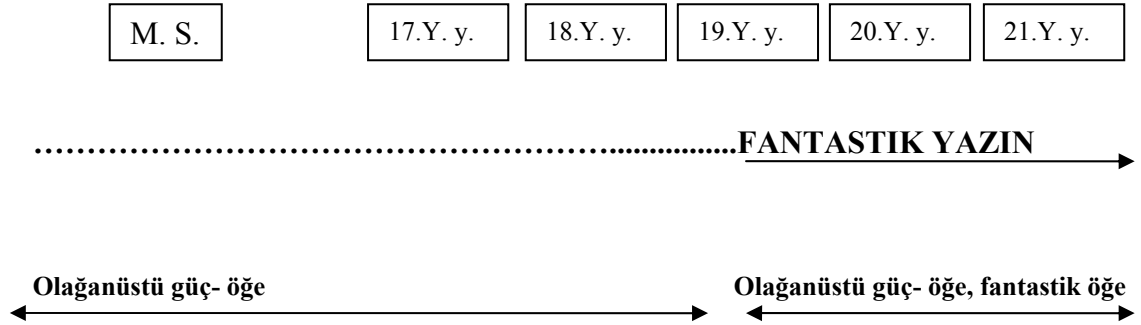 M. S. 17.Y. y. 18.Y. y. 19.Y. y. 20.Y. y. 21.Y. y.
……………………………………………….................FANTASTIK YAZIN
Olağanüstü güç- öğe Olağanüstü güç- öğe, fantastik öğe